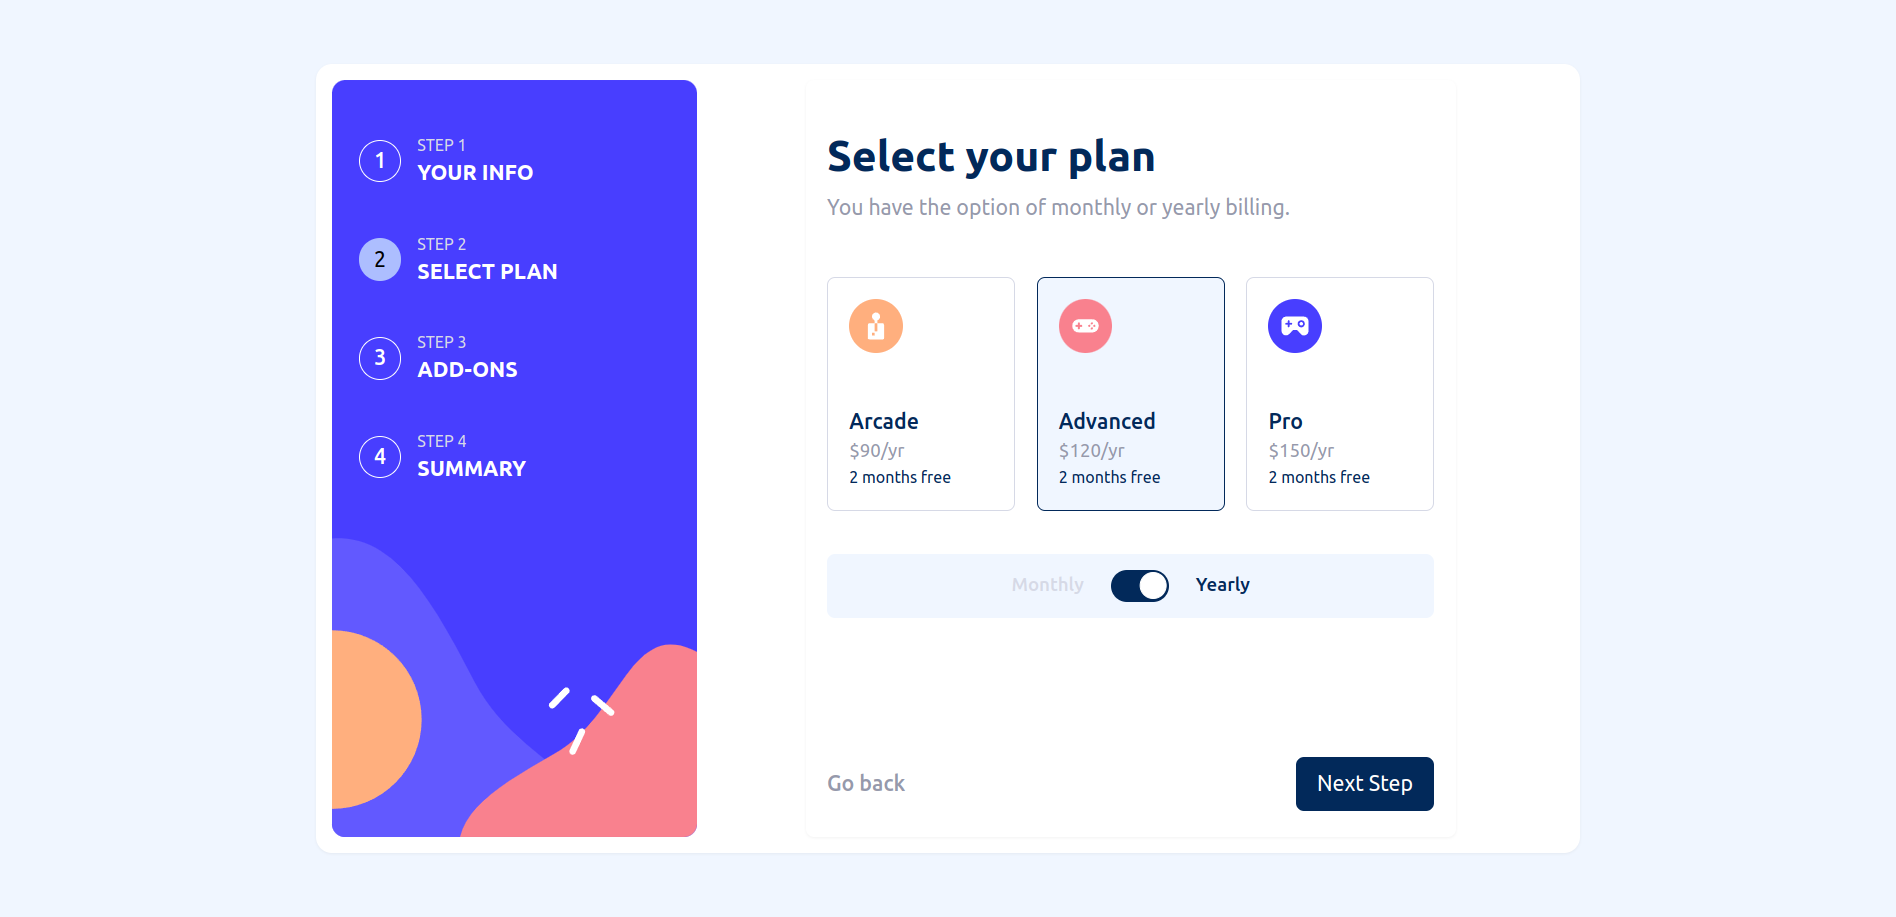 1
STEP 1
YOUR INFO
2
STEP 2
SELECT PLAN
3
STEP 3
ADD-ONS
4
STEP 4
SUMMARY
Select your plan
You have the option of monthly or yearly billing.
Arcade
$90/yr
2 months free
Advanced
$120/yr
2 months free
Pro
$150/yr
2 months free
Monthly Yearly
Go back Next Step